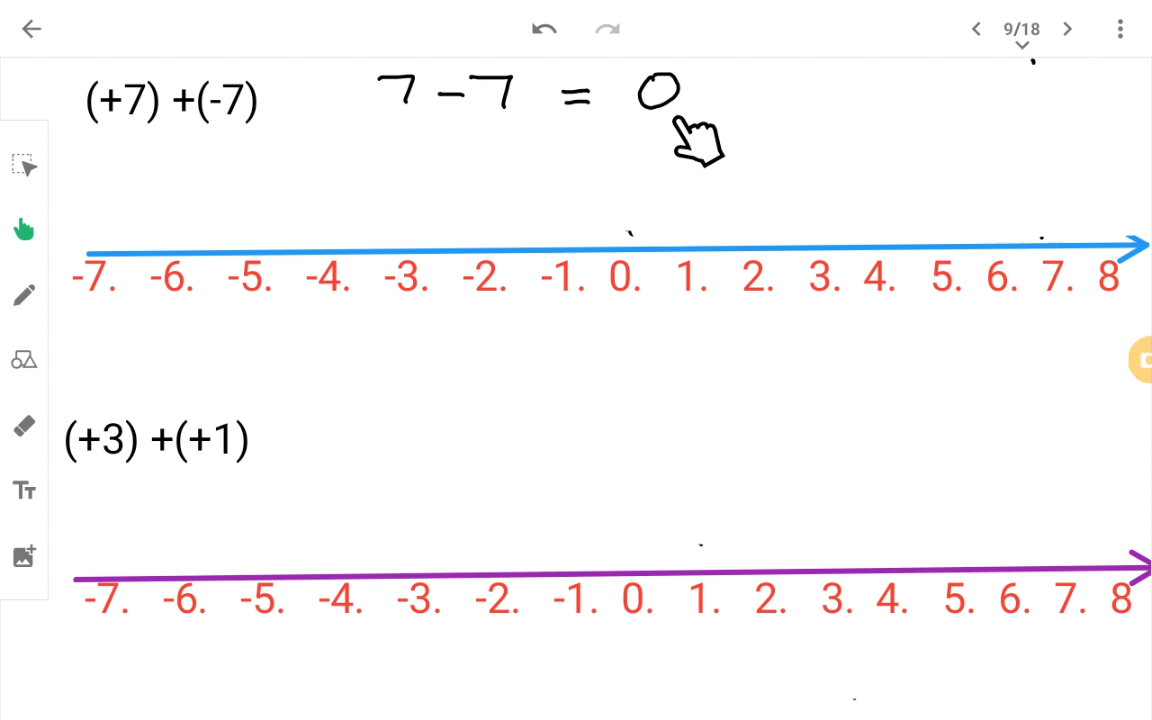 9/18
(+7) +(-7) 7 - 7 = 0
-7. -6. -5. -4. -3. -2. -1. 0. 1. 2. 3. 4. 5. 6. 7. 8
(+3) +(+1)
-7. -6. -5. -4. -3. -2. -1. 0. 1. 2. 3. 4. 5. 6. 7. 8
Tт